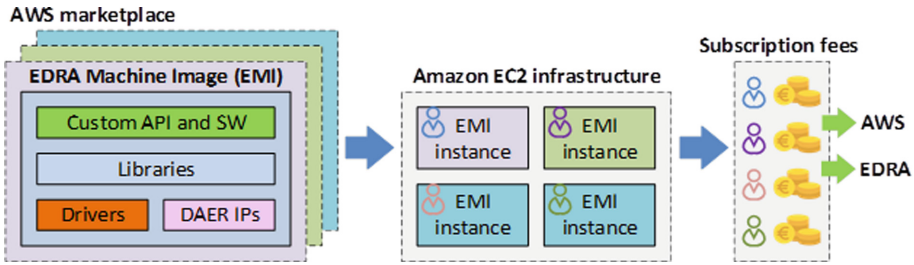 AWS marketplace
EDRA Machine Image (EMI)
Custom API and SW
Libraries
Drivers
DAER IPs
Amazon EC2 infrastructure
EMI
instance
EMI
instance
EMI
instance
EMI
instance
Subscription fees
AWS
EDRA